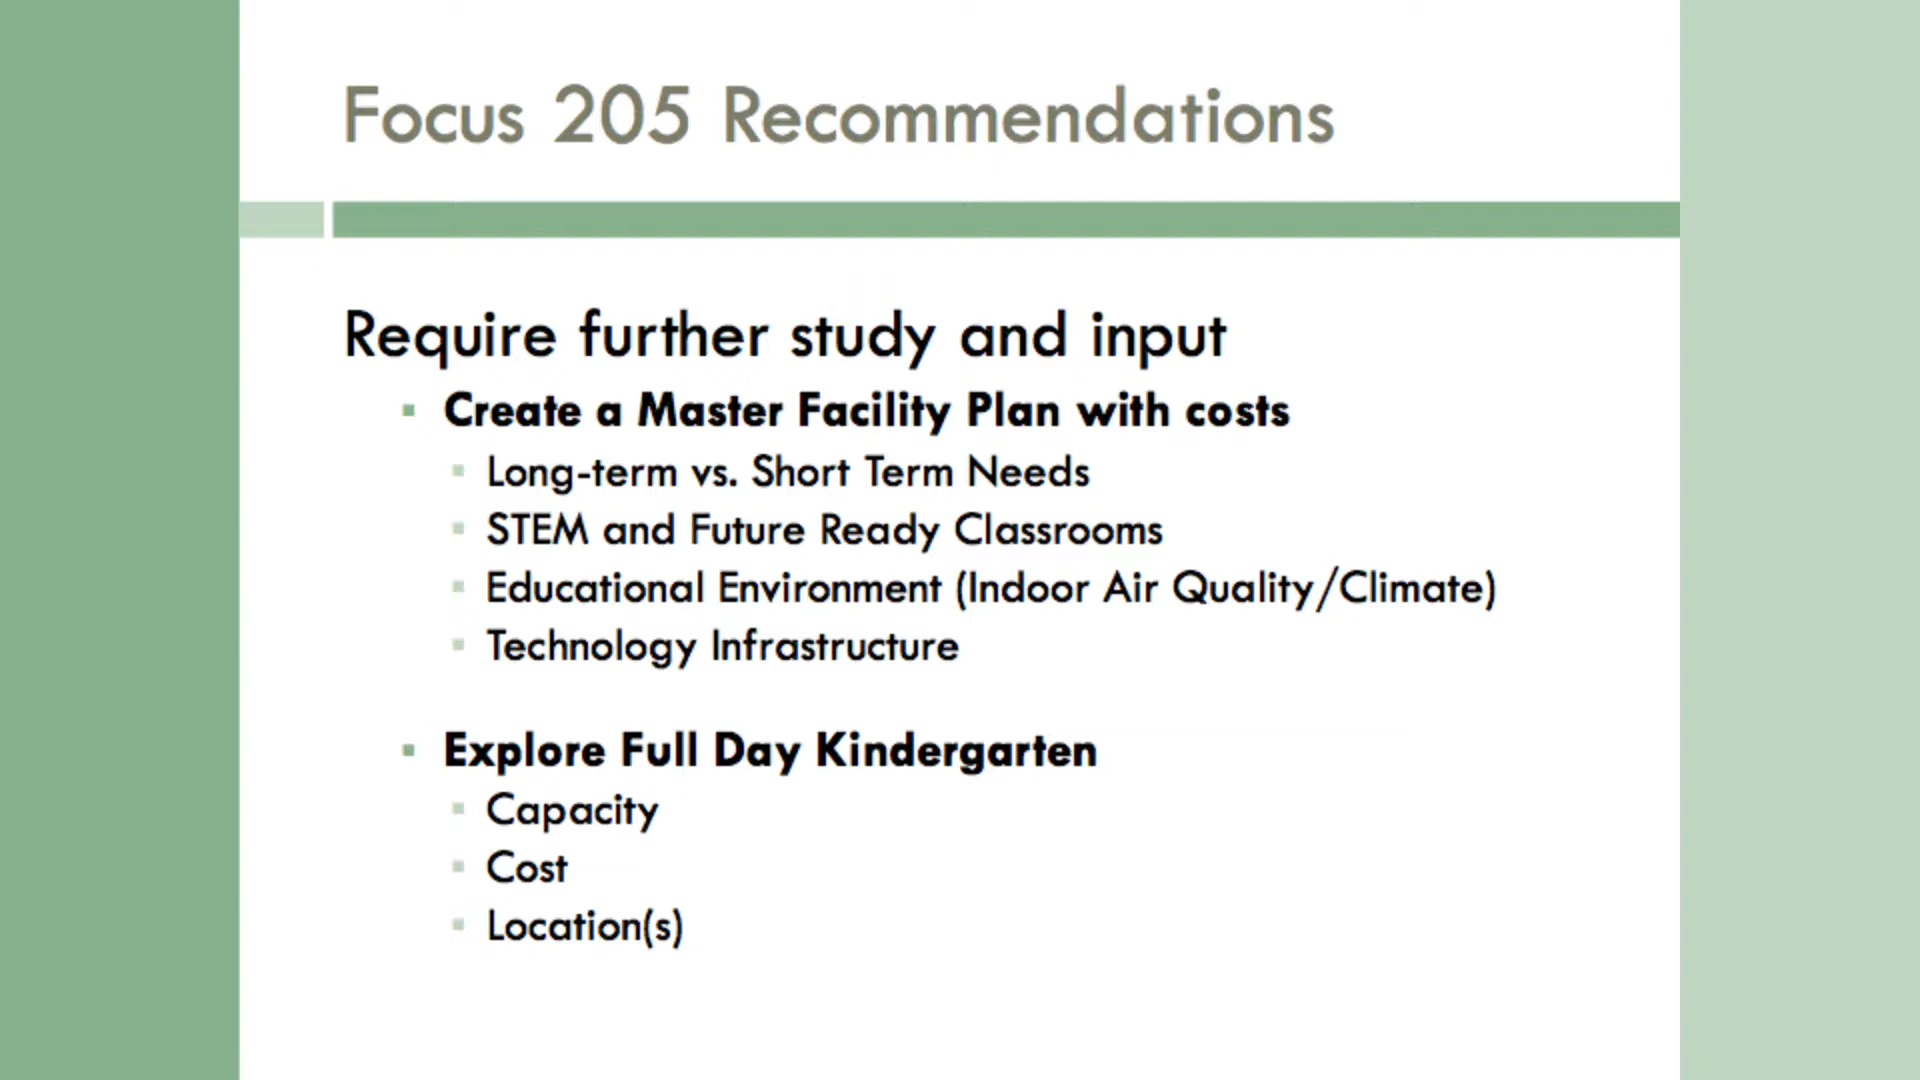 Focus 205 Recommendations
Require further study and input
Create a Master Facility Plan with costs
Long-term vs. Short Term Needs
STEM and Future Ready Classrooms
Educational Environment (Indoor Air Quality/Climate)
Technology Infrastructure
Explore Full Day Kindergarten
Capacity
Cost
Location(s)